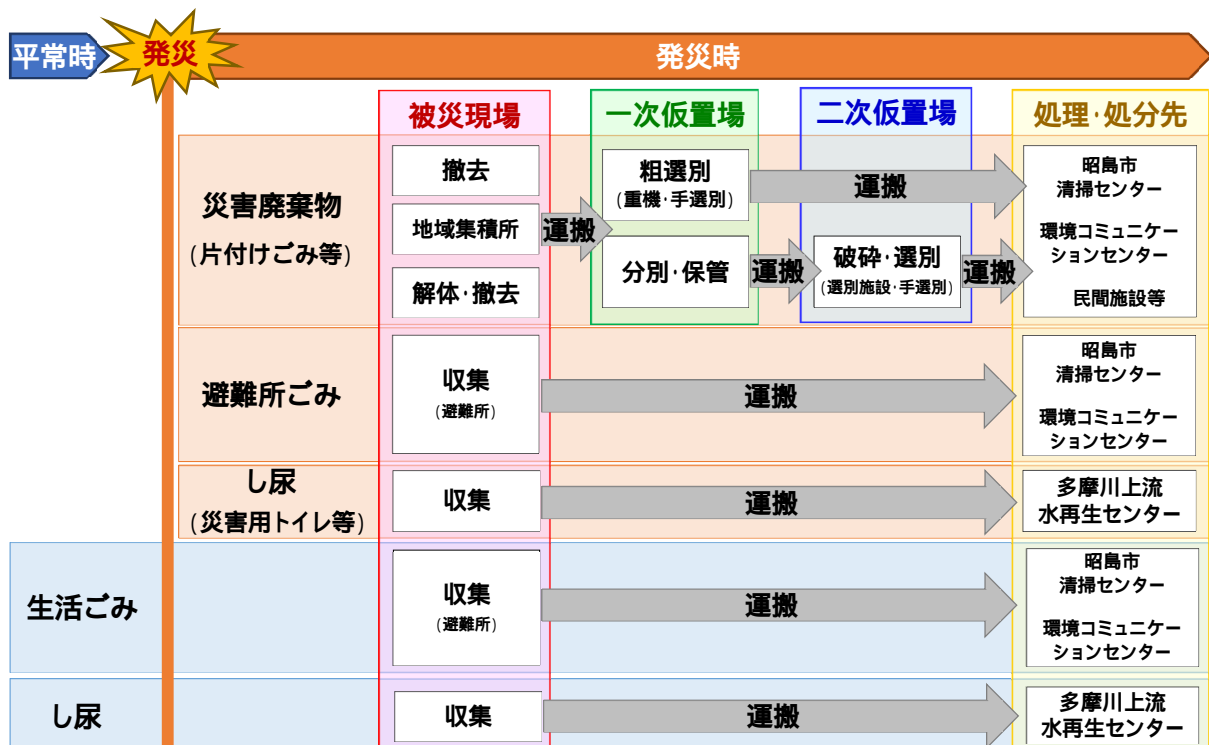 平常時
発災
発災時
被災現場
一次仮置場
二次仮置場
処理・処分先
災害廃棄物
(片付けごみ等)
撤去
地域集積所
解体・撤去
運搬
粗選別
(重機・手選別)
分別・保管
運搬
運搬
破砕・選別
(選別施設・手選別)
運搬
昭島市
清掃センター
環境コミュニケー
ションセンター
民間施設等
避難所ごみ
収集
(避難所)
運搬
昭島市
清掃センター
環境コミュニケー
ションセンター
し尿
(災害用トイレ等)
収集
運搬
多摩川上流
水再生センター
生活ごみ
収集
(避難所)
運搬
昭島市
清掃センター
環境コミュニケー
ションセンター
し尿
収集
運搬
多摩川上流
水再生センター